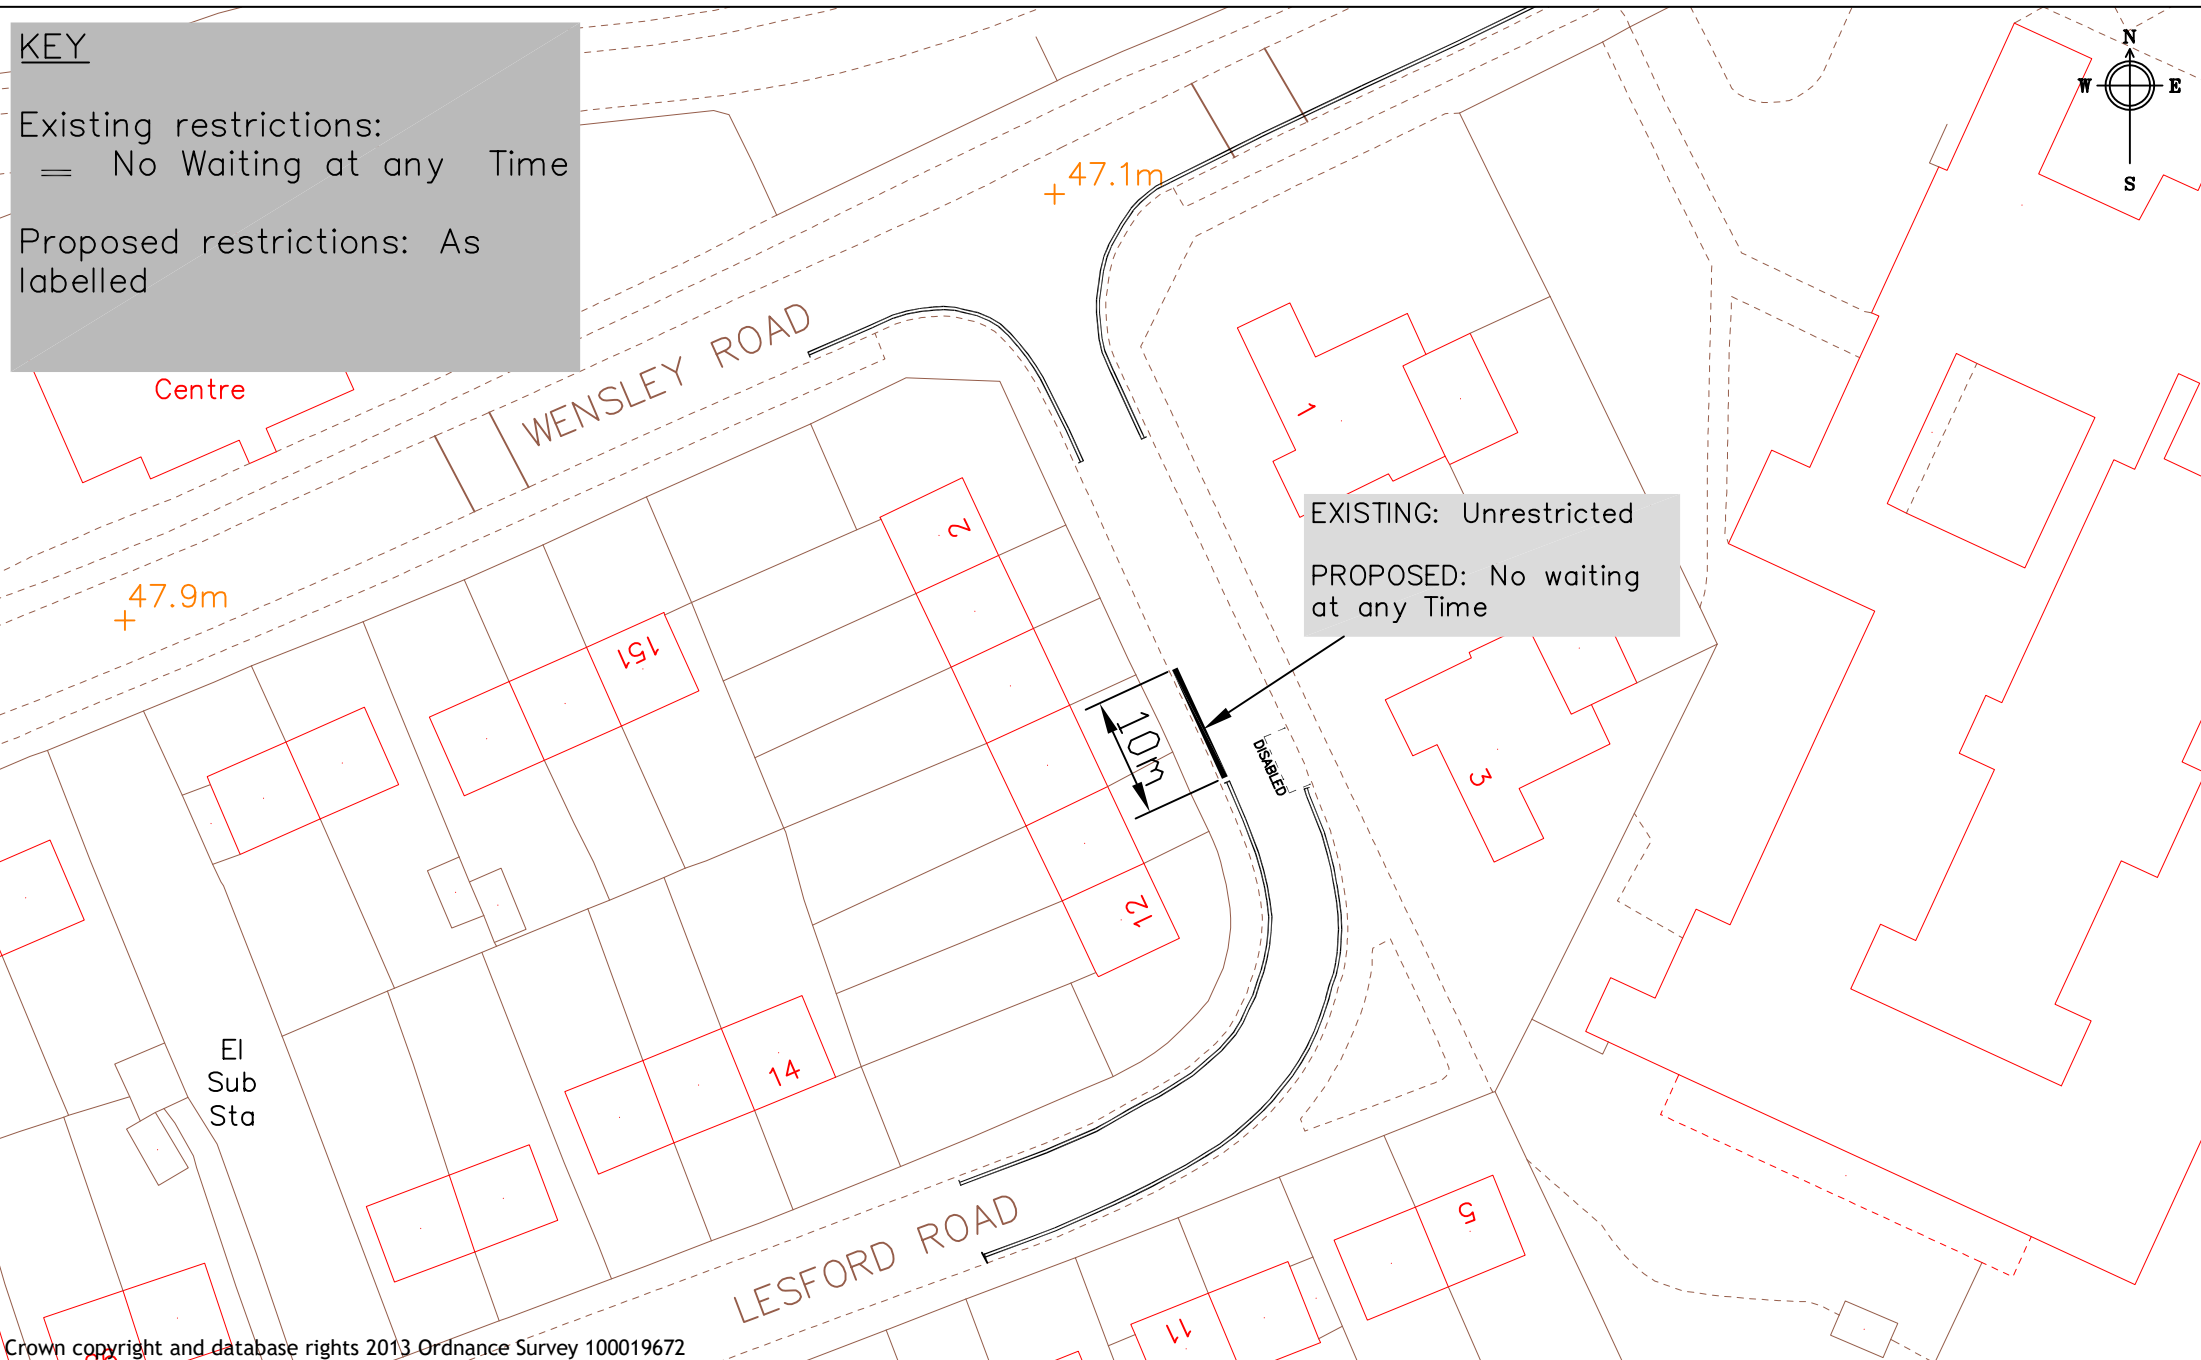 KEY
Existing restrictions:
= No Waiting at any Time
Proposed restrictions: As
labelled
N
W E
S
47.1m
WENSLEY ROAD
Centre
1
2
EXISTING: Unrestricted
PROPOSED: No waiting
at any Time
47.9m
151
10m
DISABLED
3
12
El
Sub
Sta
14
LESFORD ROAD
5
11
Crown copyright and database rights 2013 Ordnance Survey 100019672